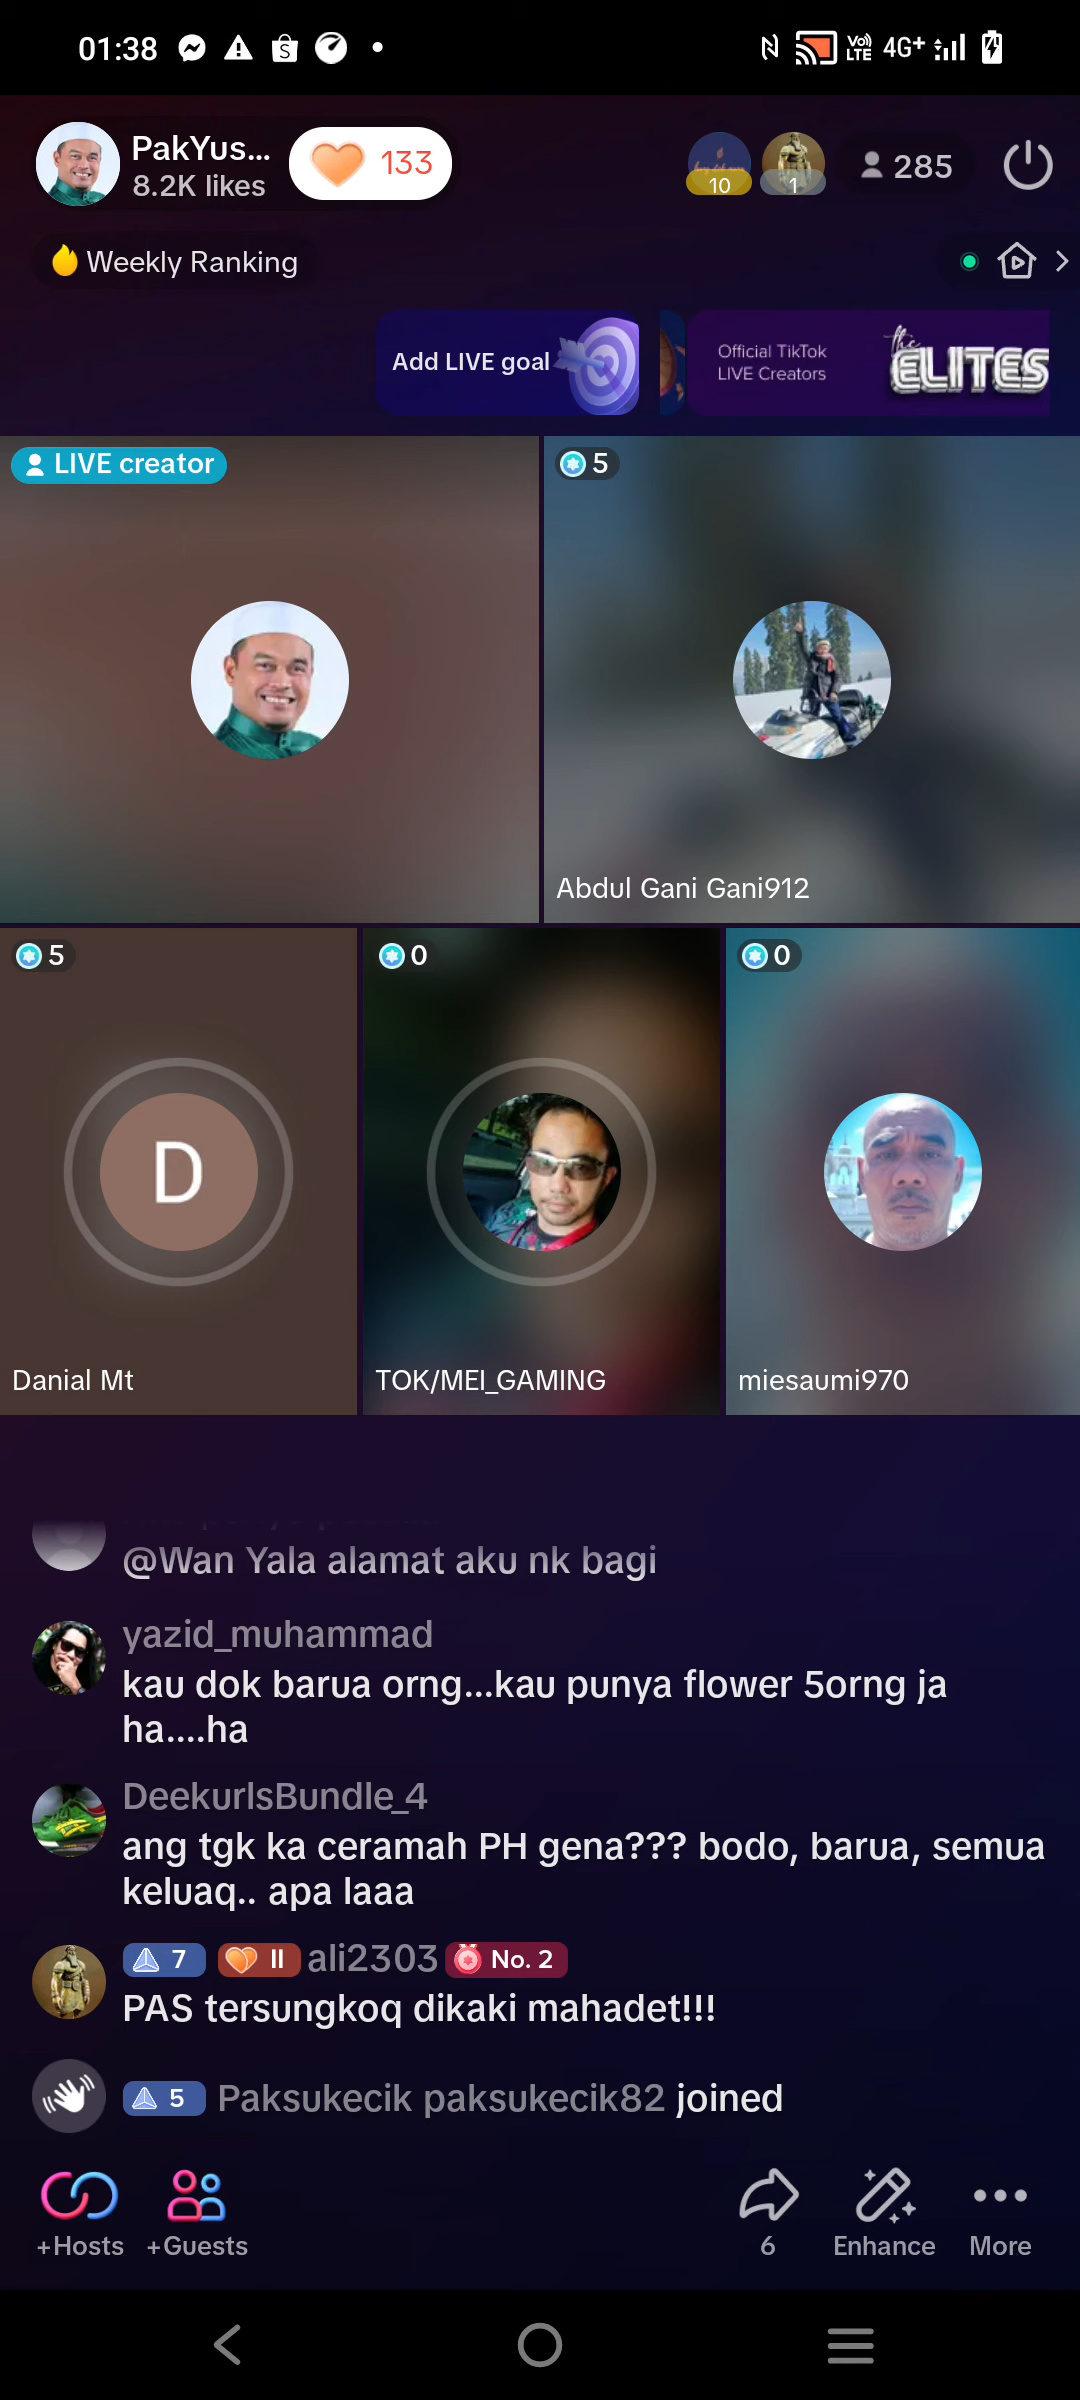 01:38
VoLTE 4G+
PakYus...
8.2K likes
133
10
1
285
Weekly Ranking
Add LIVE goal
Official TikTok
LIVE Creators
the ELITES
LIVE creator
5
Abdul Gani Gani912
5
0
0
D
Danial Mt
TOK/MEI_GAMING
miesaumi970
@Wan Yala alamat aku nk bagi
yazid_muhammad
kau dok barua orng...kau punya flower 5orng ja
ha....ha
DeekurlsBundle_4
ang tgk ka ceramah PH gena??? bodo, barua, semua
keluaq.. apa laaa
7 II ali2303 No. 2
PAS tersungkoq dikaki mahadet!!!
5 Paksukecik paksukecik82 joined
+Hosts
+Guests
6
Enhance
More